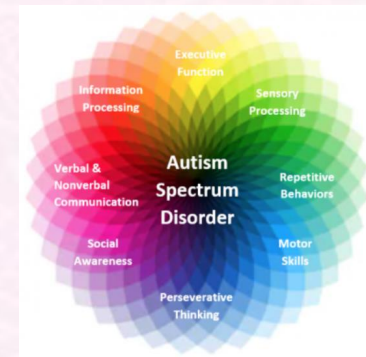 Executive
Function
Information
Processing
Sensory
Processing
Autism
Spectrum
Disorder
Verbal &
Nonverbal
Communication
Repetitive
Behaviors
Social
Awareness
Motor
Skills
Perseverative
Thinking